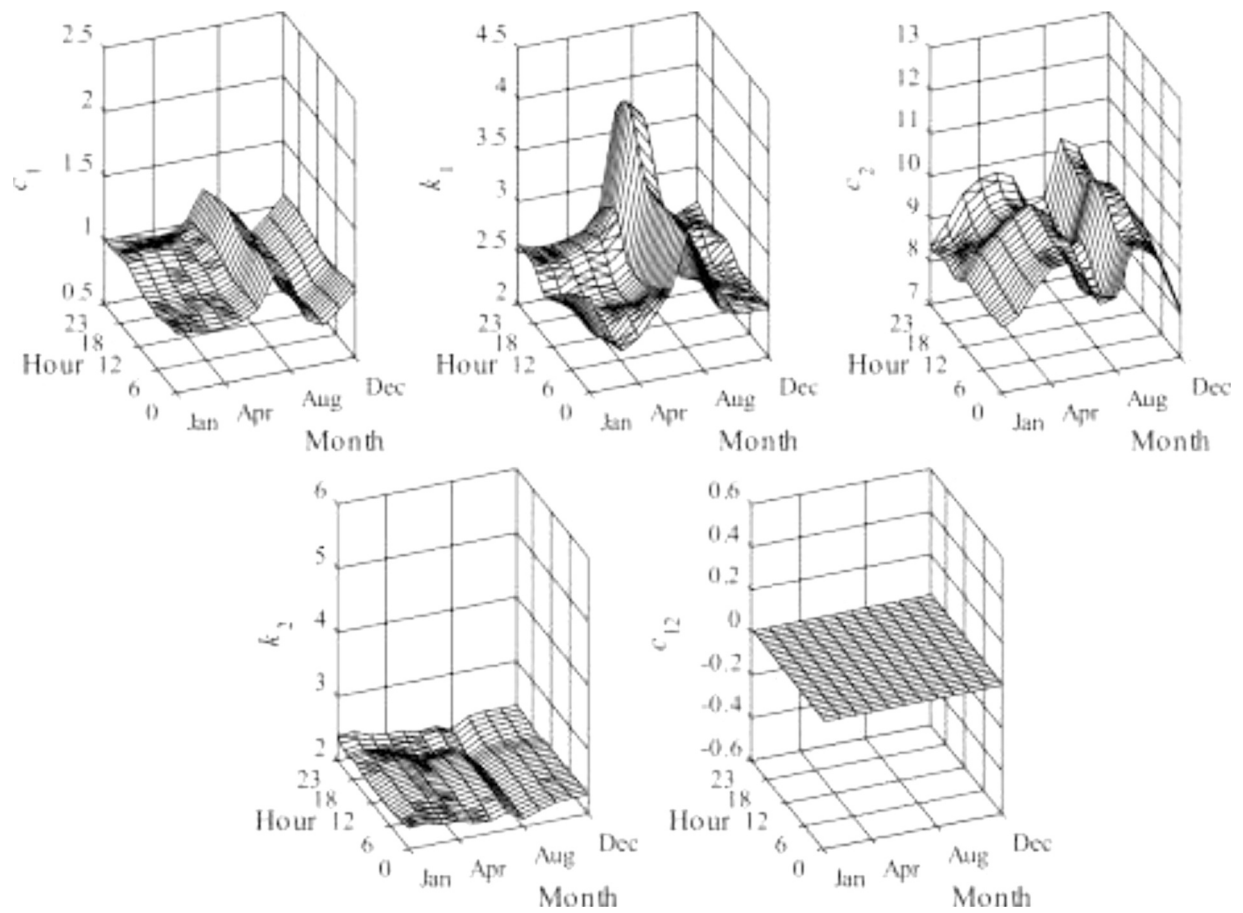 2.5
2
1.5
1
0.5
c1
23
18
Hour 12
6
0
Jan
Apr
Aug
Dec
Month
4.5
4
3.5
3
2.5
2
k1
23
18
Hour 12
6
0
Jan
Apr
Aug
Dec
Month
13
12
11
10
9
8
7
c2
23
18
Hour 12
6
0
Jan
Apr
Aug
Dec
Month
6
5
4
3
2
k2
23
18
Hour 12
6
0
Jan
Apr
Aug
Dec
Month
0.6
0.4
0.2
0
-0.2
-0.4
-0.6
c12
23
18
Hour 12
6
0
Jan
Apr
Aug
Dec
Month